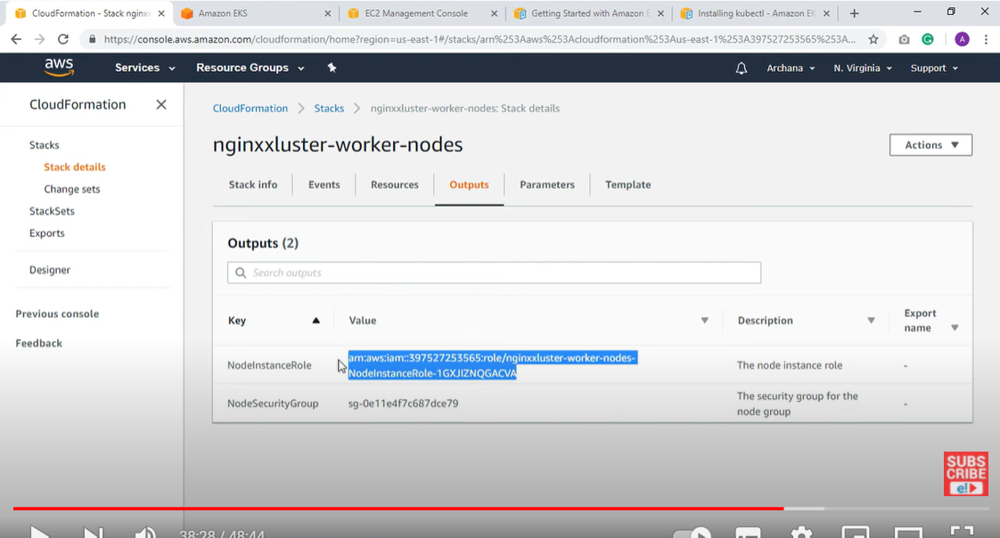 CloudFormation - Stack nginx
Amazon EKS
EC2 Management Console
Getting Started with Amazon E
Installing kubectl - Amazon EK
https://console.aws.amazon.com/cloudformation/home?region=us-east-1#/stacks/arn%253Aaws%253Acloudformation%253Aus-east-1%253A397527253565%253A...
A
aws
Services
Resource Groups
Archana
N. Virginia
Support
CloudFormation
Stacks
Stack details
Change sets
StackSets
Exports
Designer
Previous console
Feedback
CloudFormation > Stacks > nginxxluster-worker-nodes: Stack details
nginxxluster-worker-nodes
Actions
Stack info
Events
Resources
Outputs
Parameters
Template
Outputs (2)
Search outputs
Key
Value
Description
Export
name
NodeInstanceRole
arn:aws:iam::397527253565:role/nginxxluster-worker-nodes-
NodeInstanceRole-1GXJIZNQGACVA
The node instance role
-
NodeSecurityGroup
sg-0e11e4f7c687dce79
The security group for the
node group
-
SUBS
CRIBE
e!
38:28 / 48:44